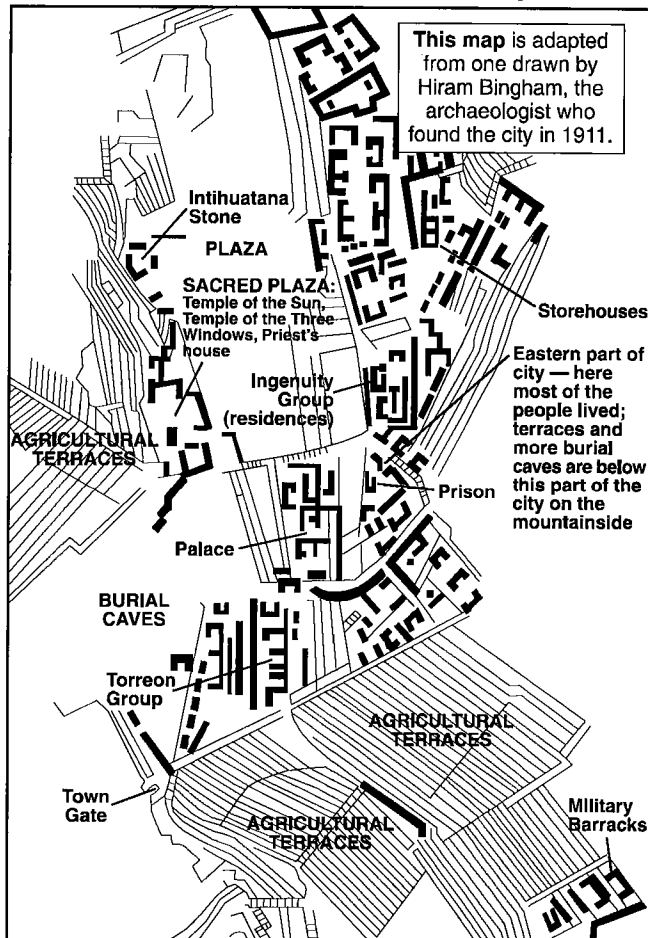 This map is adapted
from one drawn by
Hiram Bingham, the
archaeologist who
found the city in 1911.
Intihuatana
Stone
PLAZA
SACRED PLAZA:
Temple of the Sun,
Temple of the Three
Windows, Priest's
house
Storehouses
Ingenuity
Group
(residences)
Eastern part of
city — here
most of the
people lived;
terraces and
more burial
caves are below
this part of the
city on the
mountainside
AGRICULTURAL
TERRACES
Prison
Palace
BURIAL
CAVES
Torreon
Group
AGRICULTURAL
TERRACES
Town
Gate
AGRICULTURAL
TERRACES
Military
Barracks